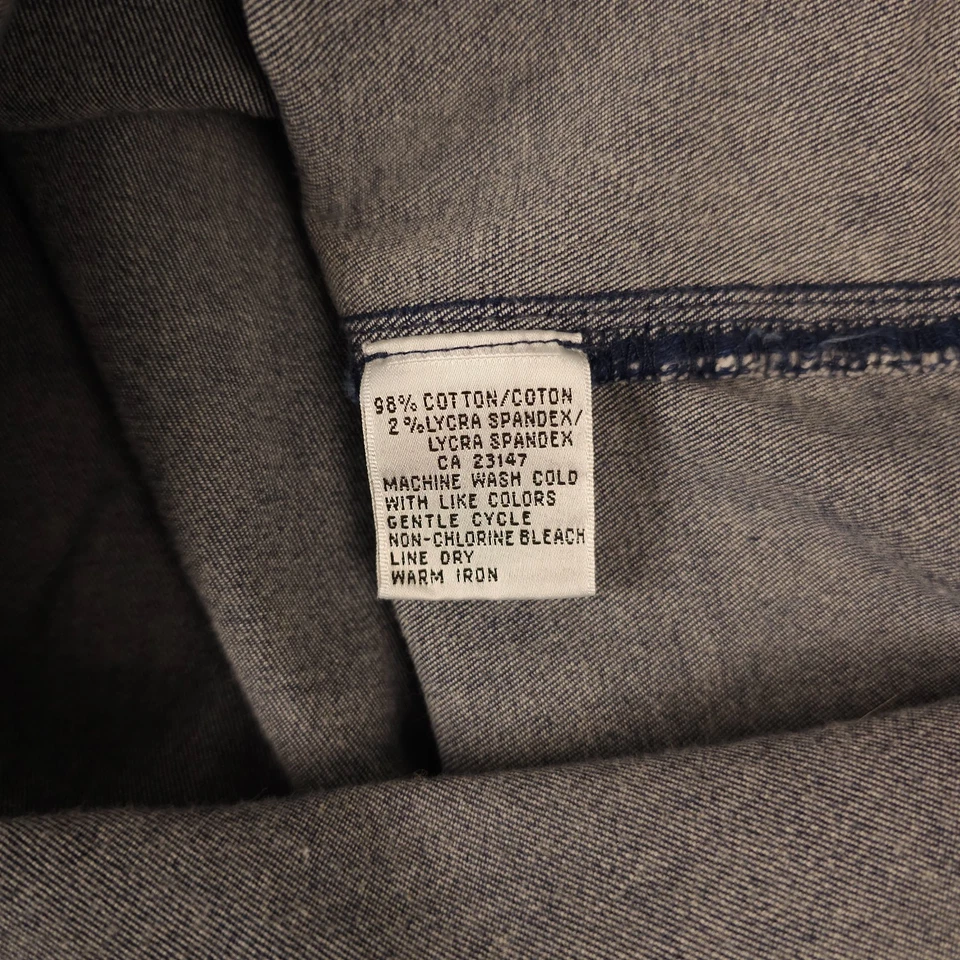 98% COTTON/COTON
2%LYCRA SPANDEX/
LYCRA SPANDEX
CA 23147
MACHINE WASH COLD
WITH LIKE COLORS
GENTLE CYCLE
NON-CHLORINE BLEACH
LINE DRY
WARM IRON